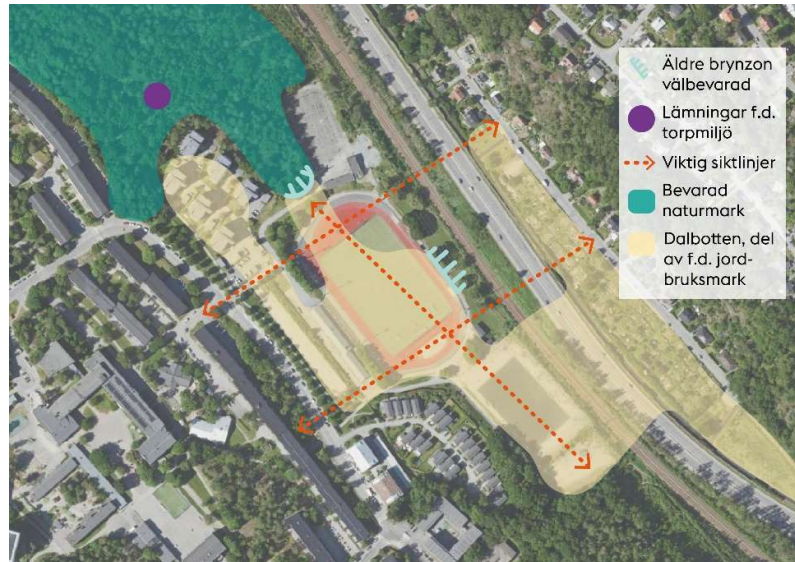 Äldre brynzon
välbevarad
Lämningar f.d.
torpmiljö
Viktig siktlinjer
Bevarad
naturmark
Dalbotten, del
av f.d. jord-
bruksmark